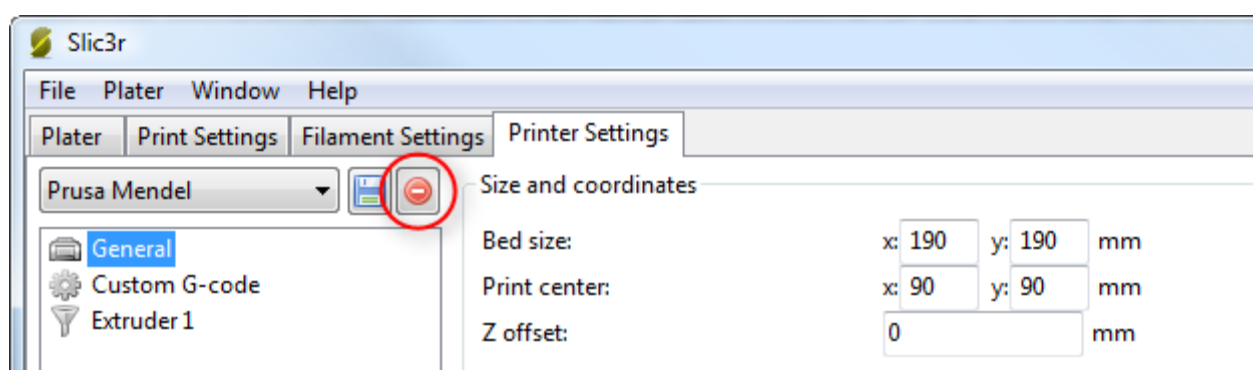 Slic3r
File Plater Window Help
Plater Print Settings Filament Settings Printer Settings
Prusa Mendel
General
Custom G-code
Extruder 1
Size and coordinates
Bed size: x: 190 y: 190 mm
Print center: x: 90 y: 90 mm
Z offset: 0 mm